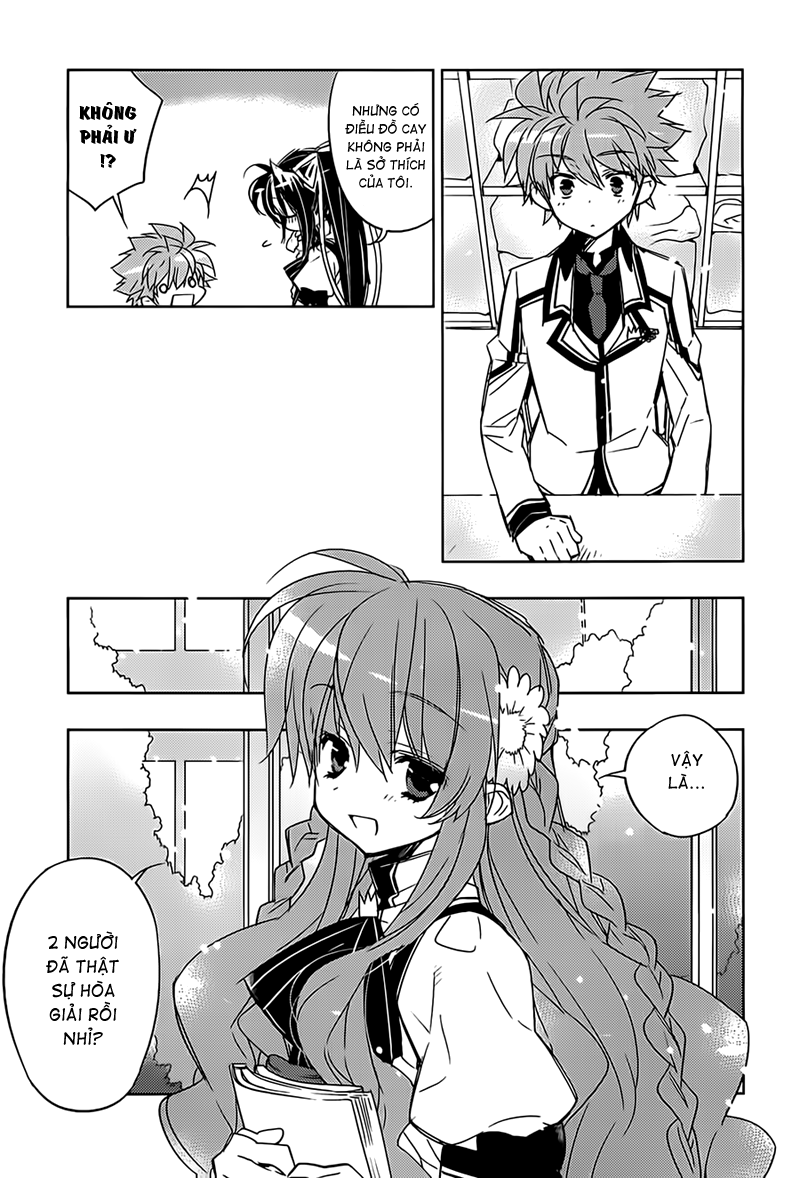 NHƯNG CÓ
ĐIỀU ĐỒ CAY
KHÔNG PHẢI
LÀ SỞ THÍCH
CỦA TÔI.
KHÔNG
PHẢI Ư
!?
VẬY
LÀ...
2 NGƯỜI
ĐÃ THẬT
SỰ HÒA
GIẢI RỒI
NHỈ?